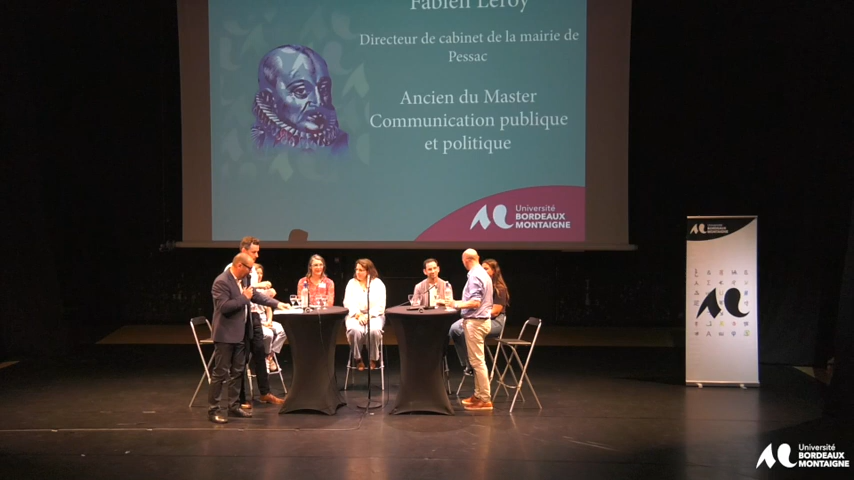 Fabien Leroy
Directeur de cabinet de la mairie de
Pessac
Ancien du Master
Communication publique
et politique
Université
BORDEAUX
MONTAIGNE
BORDEAUX
MONTAIGNE
Université
BORDEAUX
MONTAIGNE